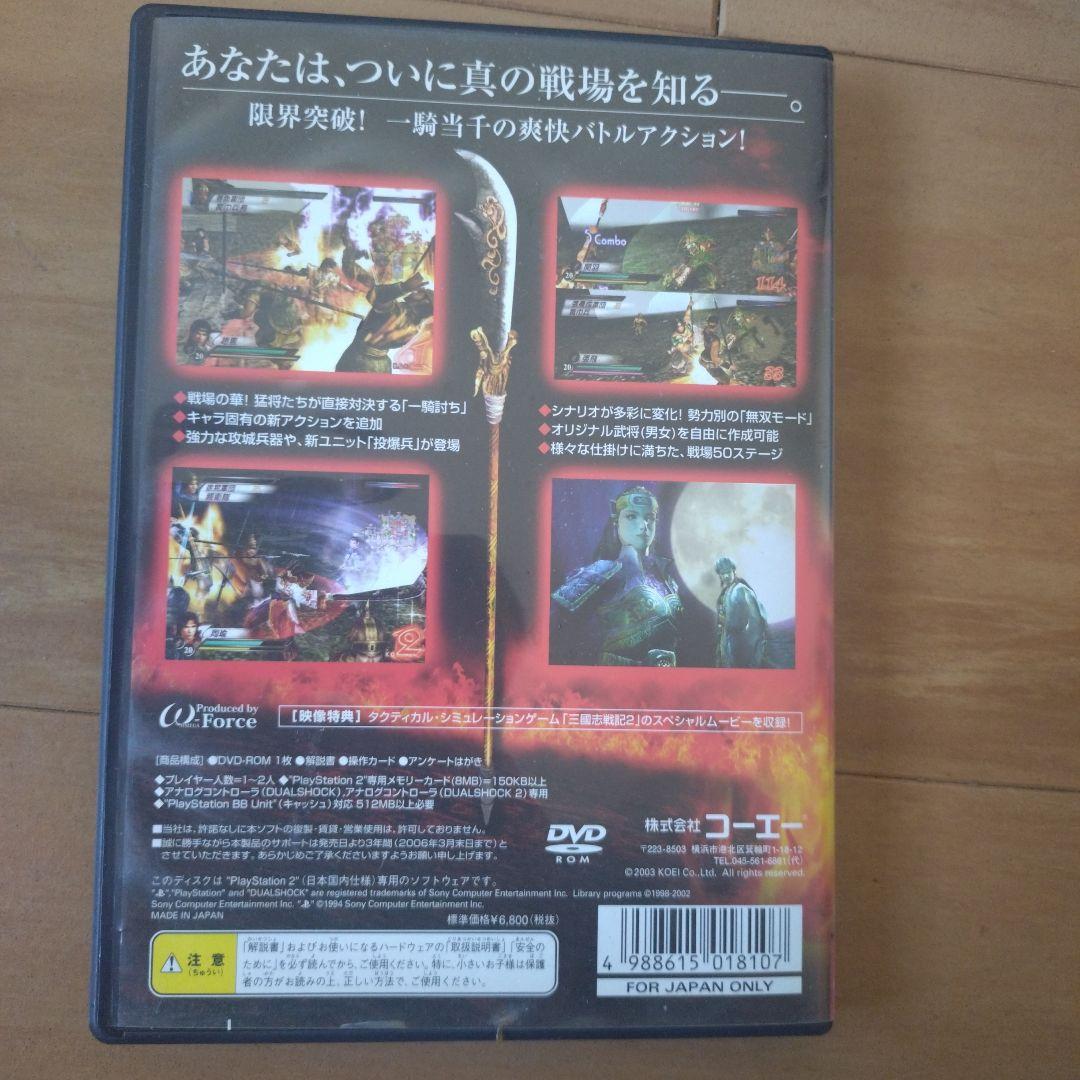 あなたは、ついに真の戦場を知る──。
限界突破! 一騎当千の爽快バトルアクション!
Combo
20
関羽
114
20
張飛
33
20
◆戦場の華! 猛将たちが直接対決する「一騎討ち」
◆キャラ固有の新アクションを追加
◆強力な攻城兵器や、新ユニット「投爆兵」が登場
◆シナリオが多彩に変化! 勢力別の「無双モード」
◆オリジナル武将(男女)を自由に作成可能
◆様々な仕掛けに満ちた、戦場50ステージ
20
周瑜
2
Produced by
ω-Force
OMEGA
【映像特典】 タクティカル・シミュレーションゲーム「三國志戦記2」のスペシャルムービーを収録!
[商品構成] ●DVD-ROM 1枚 ●解説書 ●操作カード ●アンケートはがき
◆プレイヤー人数=1〜2人 ◆"PlayStation 2"専用メモリーカード(8MB)=150KB以上
◆アナログコントローラ(DUALSHOCK),アナログコントローラ(DUALSHOCK 2)専用
◆"PlayStation BB Unit"(キャッシュ)対応 512MB以上必要
■当社は、許諾なしに本ソフトの複製・賃貸・営業使用は、許可しておりません。
■誠に勝手ながら本製品のサポートは発売日より3年間(2006年3月末日まで)と
させていただきます。あらかじめご了承くださいますようお願い申し上げます。
DVD
ROM
株式会社 コーエー
〒223-8503 横浜市港北区箕輪町1-18-12
TEL.045-561-6861(代)
©2003 KOEI Co.,Ltd. All rights reserved.
このディスクは "PlayStation 2"(日本国内仕様)専用のソフトウェアです。
" ","PlayStation" and "DUALSHOCK" are registered trademarks of Sony Computer Entertainment Inc. Library programs ©1998-2002
Sony Computer Entertainment Inc. " " ©1994 Sony Computer Entertainment Inc.
MADE IN JAPAN
標準価格¥6,800(税抜)
注意
(ちゅうい)
「解説書」およびお使いになるハードウェアの「取扱説明書」「安全の
ために」を必ず読んでから、ご使用ください。特に、小さいお子様は保護
者の方がお読みの上、正しい方法で、ご使用ください。
4 988615 018107
FOR JAPAN ONLY